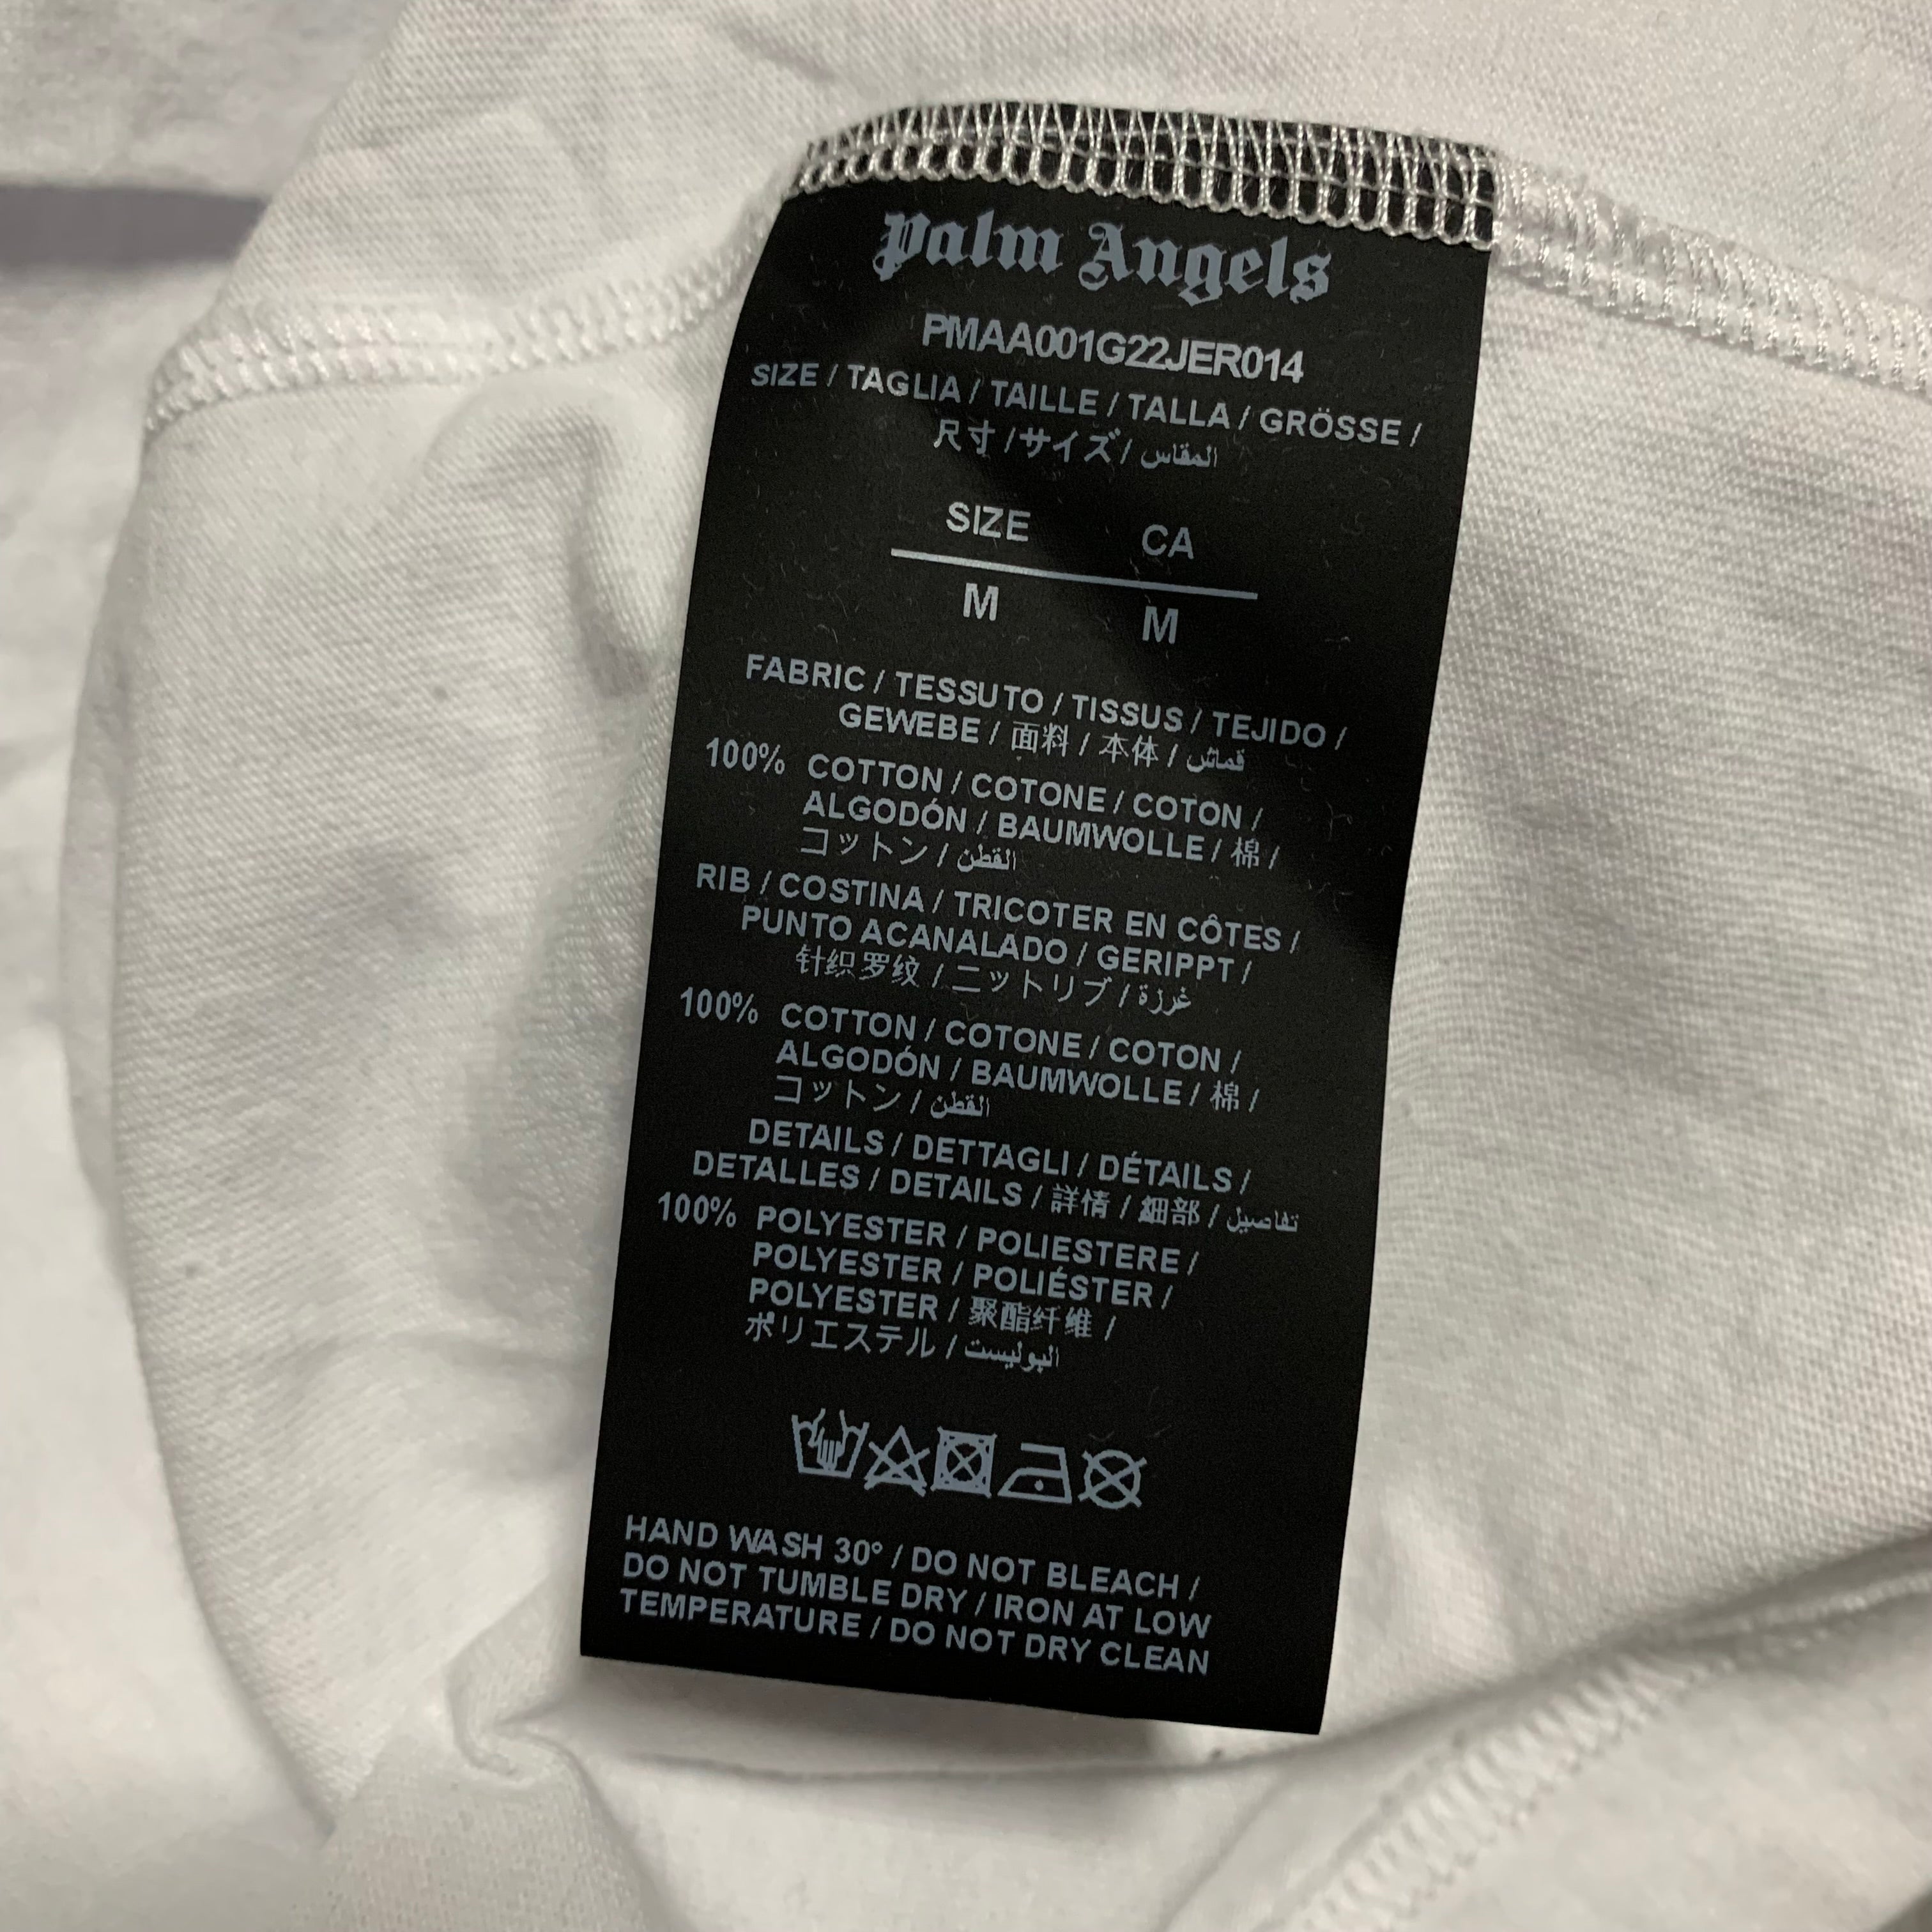 Palm Angels
PMAA001G22JER014
SIZE / TAGLIA / TAILLE / TALLA / GRÖSSE /
尺寸 / サイズ / المقاس
SIZE CA
M M
FABRIC / TESSUTO / TISSUS / TEJIDO /
GEWEBE / 面料 / 本体 / قماش
100% COTTON / COTONE / COTON /
ALGODÓN / BAUMWOLLE / 棉 /
コットン / القطن
RIB / COSTINA / TRICOTER EN CÔTES /
PUNTO ACANALADO / GERIPPT /
针织罗纹 / ニットリブ / غرزة
100% COTTON / COTONE / COTON /
ALGODÓN / BAUMWOLLE / 棉 /
コットン / القطن
DETAILS / DETTAGLI / DÉTAILS /
DETALLES / DETAILS / 詳情 / 細部 / تفاصيل
100% POLYESTER / POLIESTERE /
POLYESTER / POLIÉSTER /
POLYESTER / 聚酯纤维 /
ポリエステル / البوليست
HAND WASH 30° / DO NOT BLEACH /
DO NOT TUMBLE DRY / IRON AT LOW
TEMPERATURE / DO NOT DRY CLEAN